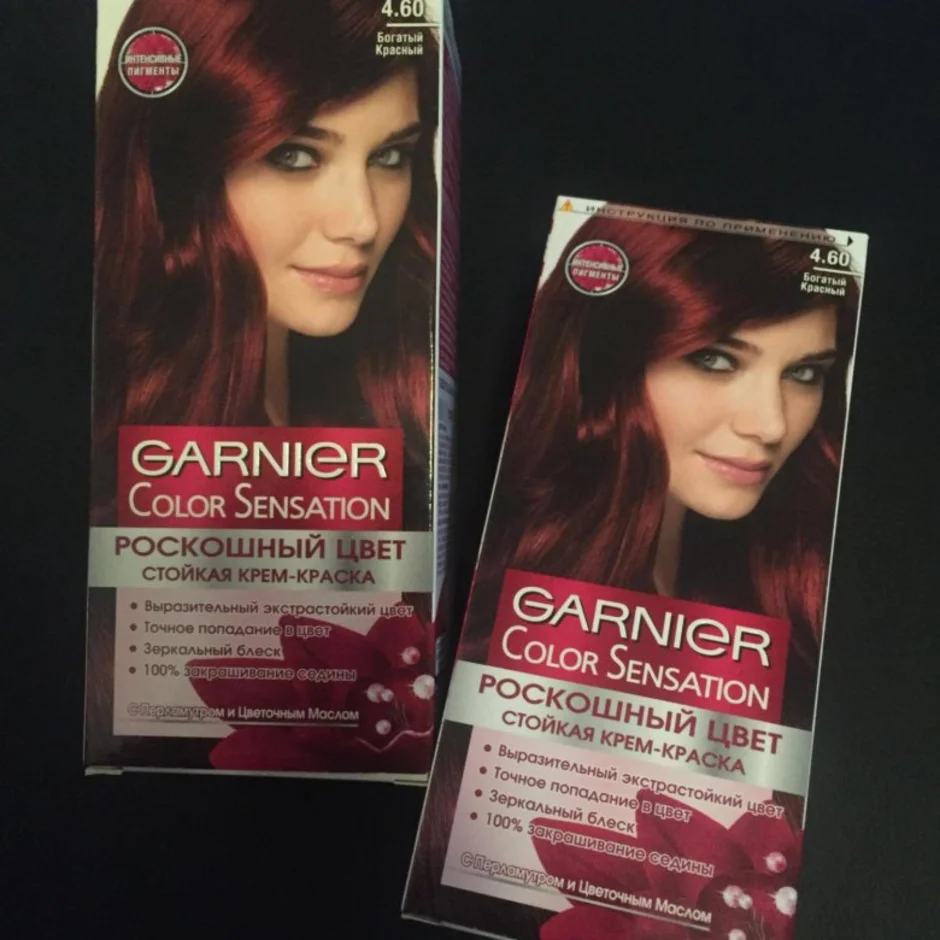 4.60
Богатый
Красный
ИНТЕНСИВНЫЕ
ПИГМЕНТЫ
GARNIER
COLOR SENSATION
РОСКОШНЫЙ ЦВЕТ
СТОЙКАЯ КРЕМ-КРАСКА
• Выразительный экстрастойкий цвет
• Точное попадание в цвет
• Зеркальный блеск
• 100% закрашивание седины
С Перламутром и Цветочным Маслом
ИНСТРУКЦИЯ ПО ПРИМЕНЕНИЮ
4.60
Богатый
Красный
ИНТЕНСИВНЫЕ
ПИГМЕНТЫ
GARNIER
COLOR SENSATION
РОСКОШНЫЙ ЦВЕТ
СТОЙКАЯ КРЕМ-КРАСКА
• Выразительный экстрастойкий цвет
• Точное попадание в цвет
• Зеркальный блеск
• 100% закрашивание седины
С Перламутром и Цветочным Маслом